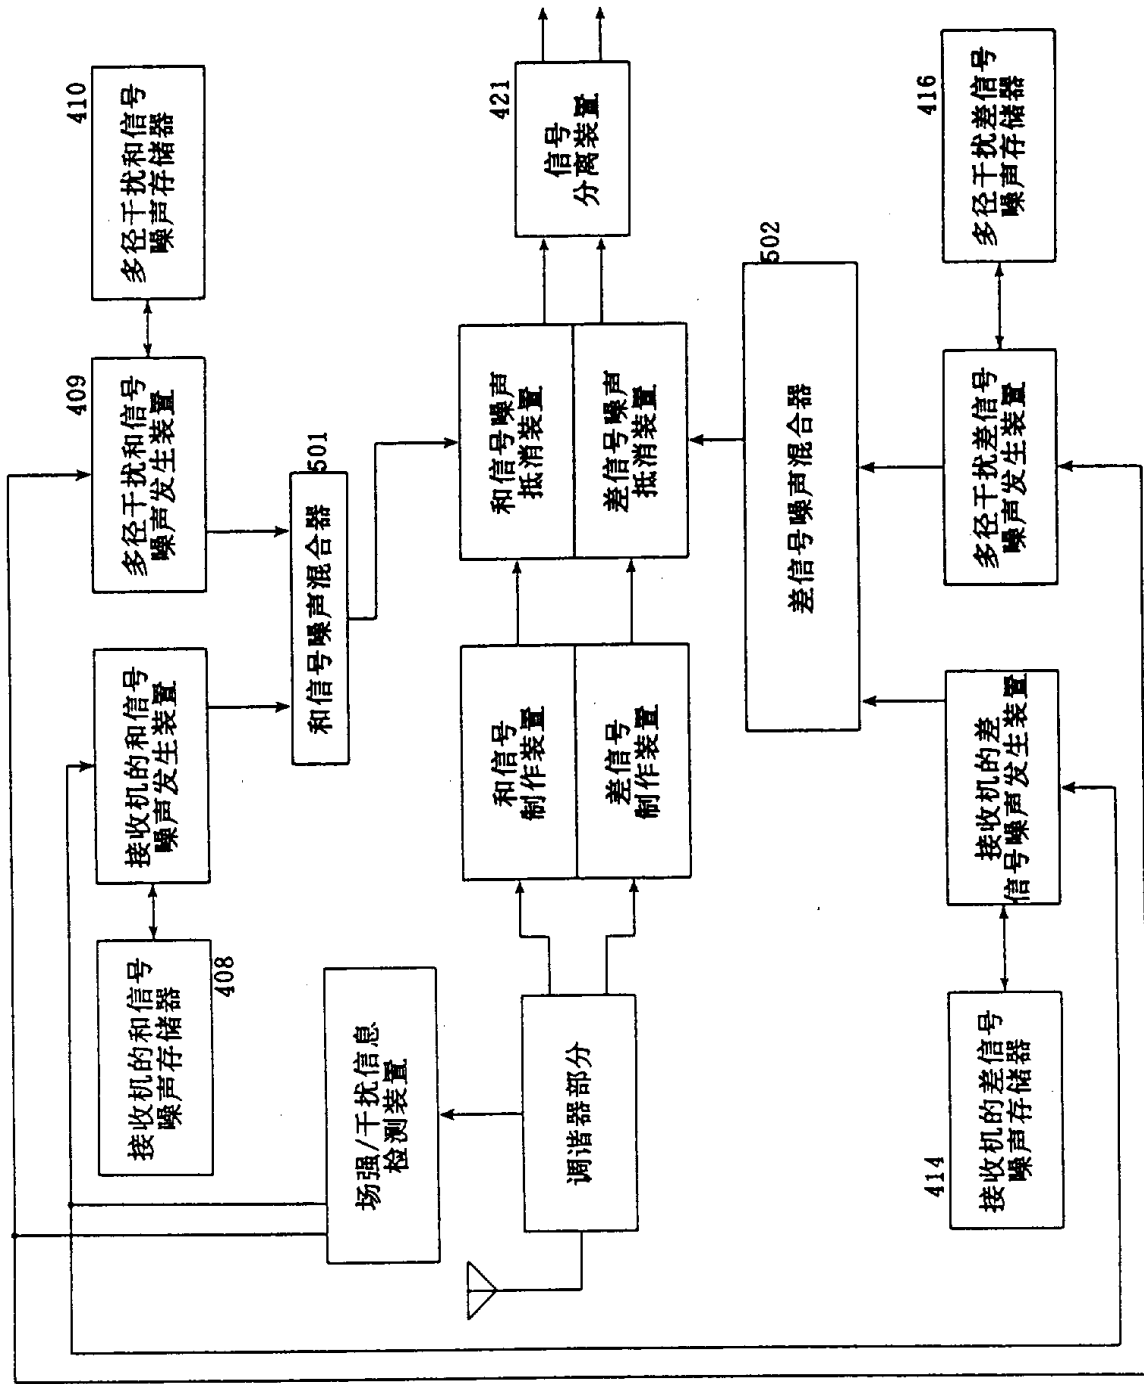 接收机的和信号
噪声存储器
408
接收机的和信号
噪声发生装置
多径干扰和信号
噪声发生装置
409
多径干扰和信号
噪声存储器
410
和信号噪声混合器
501
场强/干扰信息
检测装置
调谐器部分
和信号
制作装置
差信号
制作装置
和信号噪声
抵消装置
差信号噪声
抵消装置
信号
分离装置
421
差信号噪声混合器
502
接收机的差信号
噪声存储器
414
接收机的差
信号噪声发生装置
多径干扰差信号
噪声发生装置
多径干扰差信号
噪声存储器
416